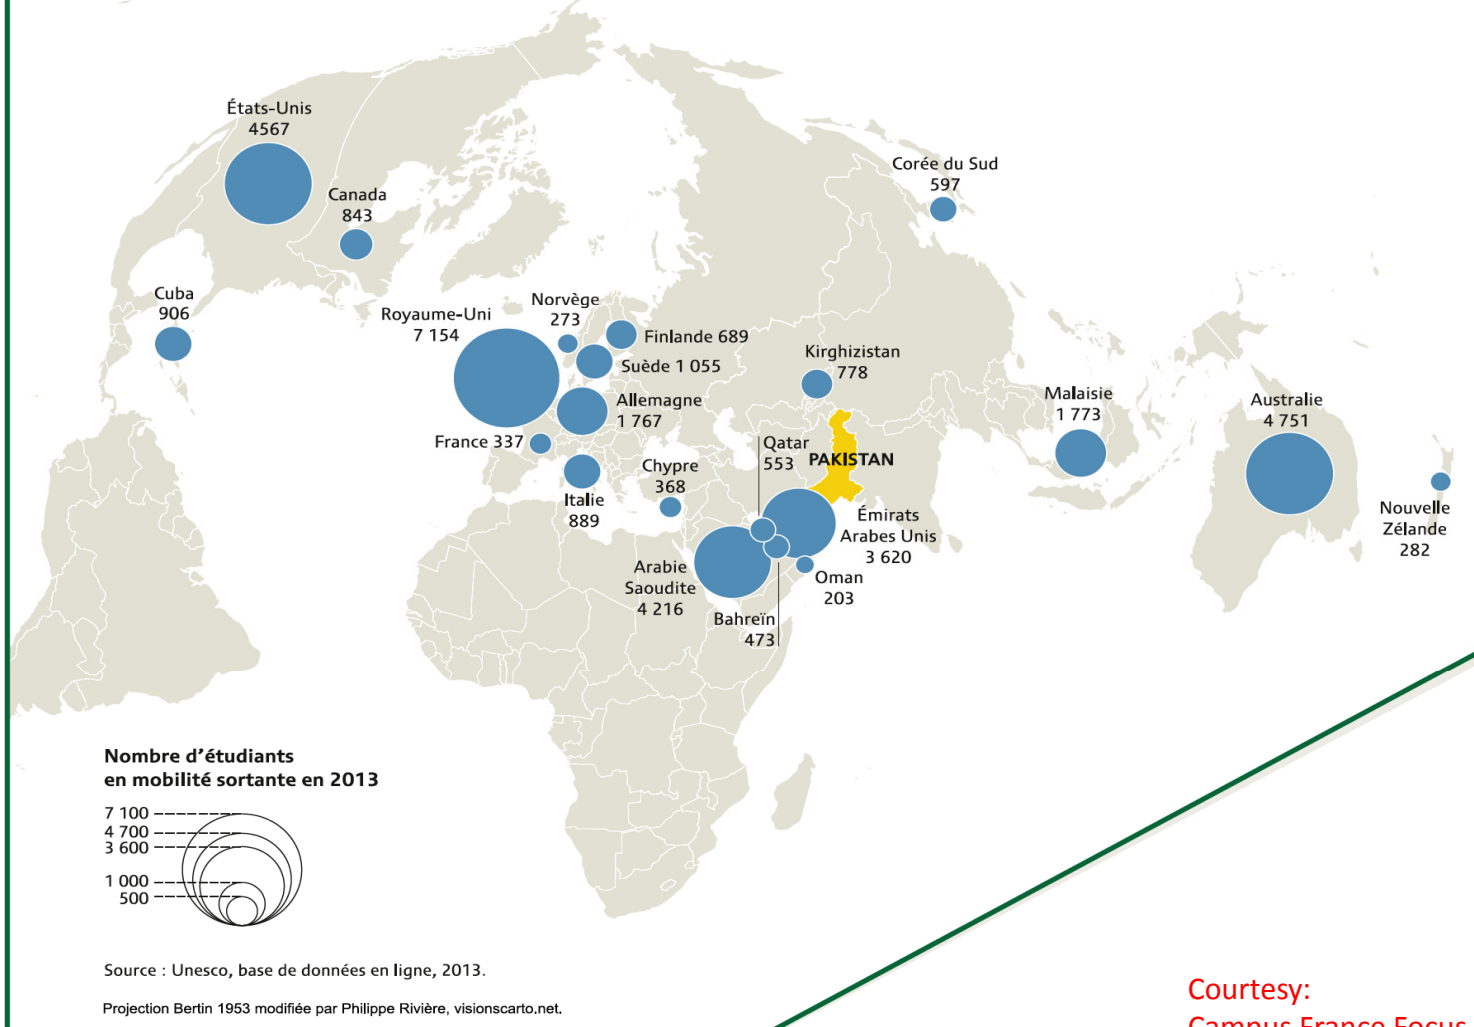 États-Unis
4567
Canada
843
Corée du Sud
597
Cuba
906
Royaume-Uni
7 154
Norvège
273
Finlande 689
Suède 1 055
Allemagne
1 767
France 337
Italie
889
Chypre
368
Kirghizistan
778
Qatar
553
PAKISTAN
Émirats
Arabes Unis
3 620
Arabie
Saoudite
4 216
Oman
203
Bahreïn
473
Malaisie
1 773
Australie
4 751
Nouvelle
Zélande
282
Nombre d’étudiants
en mobilité sortante en 2013
7 100
4 700
3 600
1 000
500
Source : Unesco, base de données en ligne, 2013.
Projection Bertin 1953 modifiée par Philippe Rivière, visionscarto.net.
Courtesy:
Campus France Focus